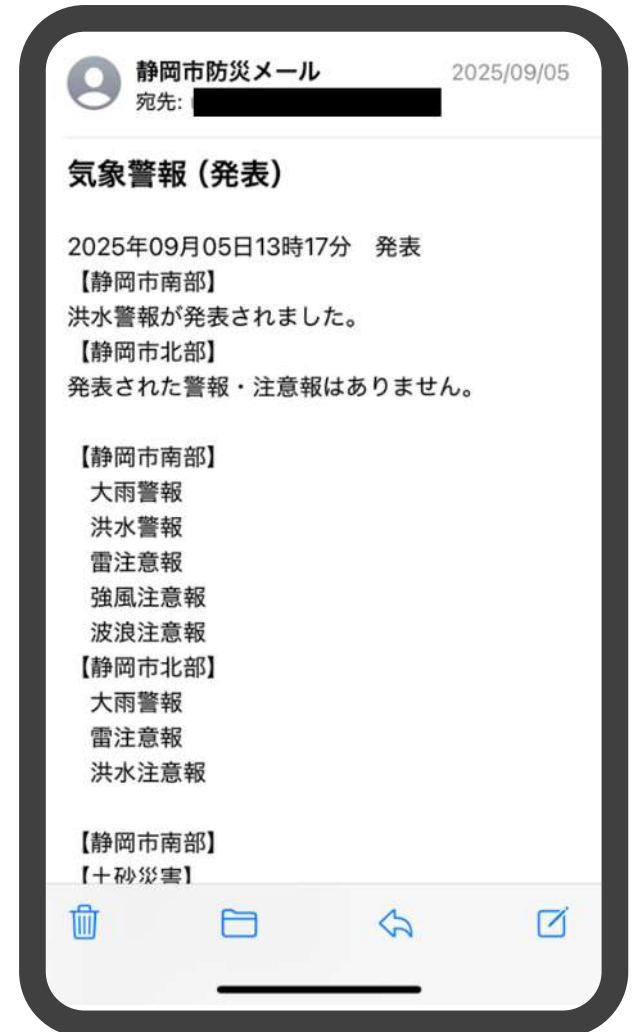 静岡市防災メール
2025/09/05
宛先:
気象警報（発表）
2025年09月05日13時17分　発表
【静岡市南部】
洪水警報が発表されました。
【静岡市北部】
発表された警報・注意報はありません。
【静岡市南部】
大雨警報
洪水警報
雷注意報
強風注意報
波浪注意報
【静岡市北部】
大雨警報
雷注意報
洪水注意報
【静岡市南部】
【土砂災害】